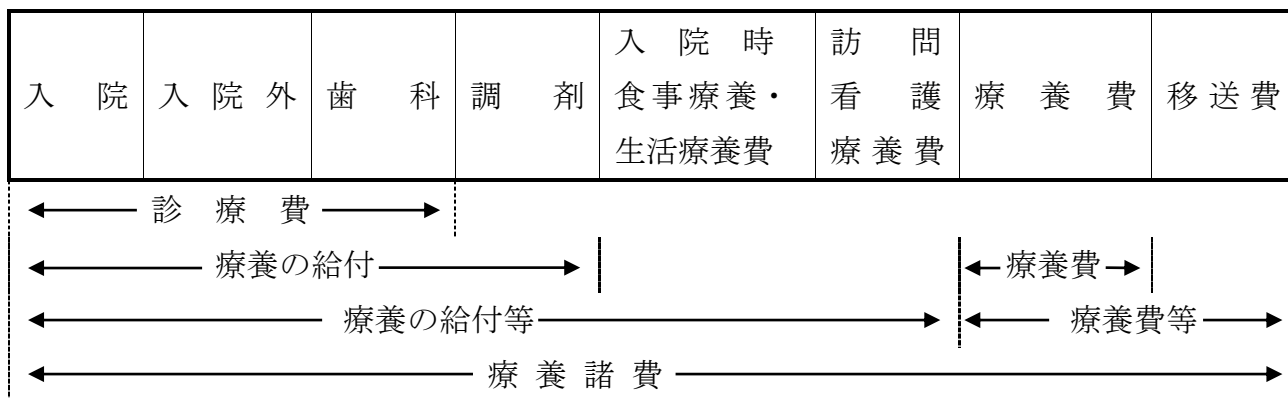 入院
入院外
歯科
調剤
入院時
食事療養・
生活療養費
訪問
看護
療養費
療養費
移送費
診療費
療養の給付
療養費
療養の給付等
療養費等
療養諸費